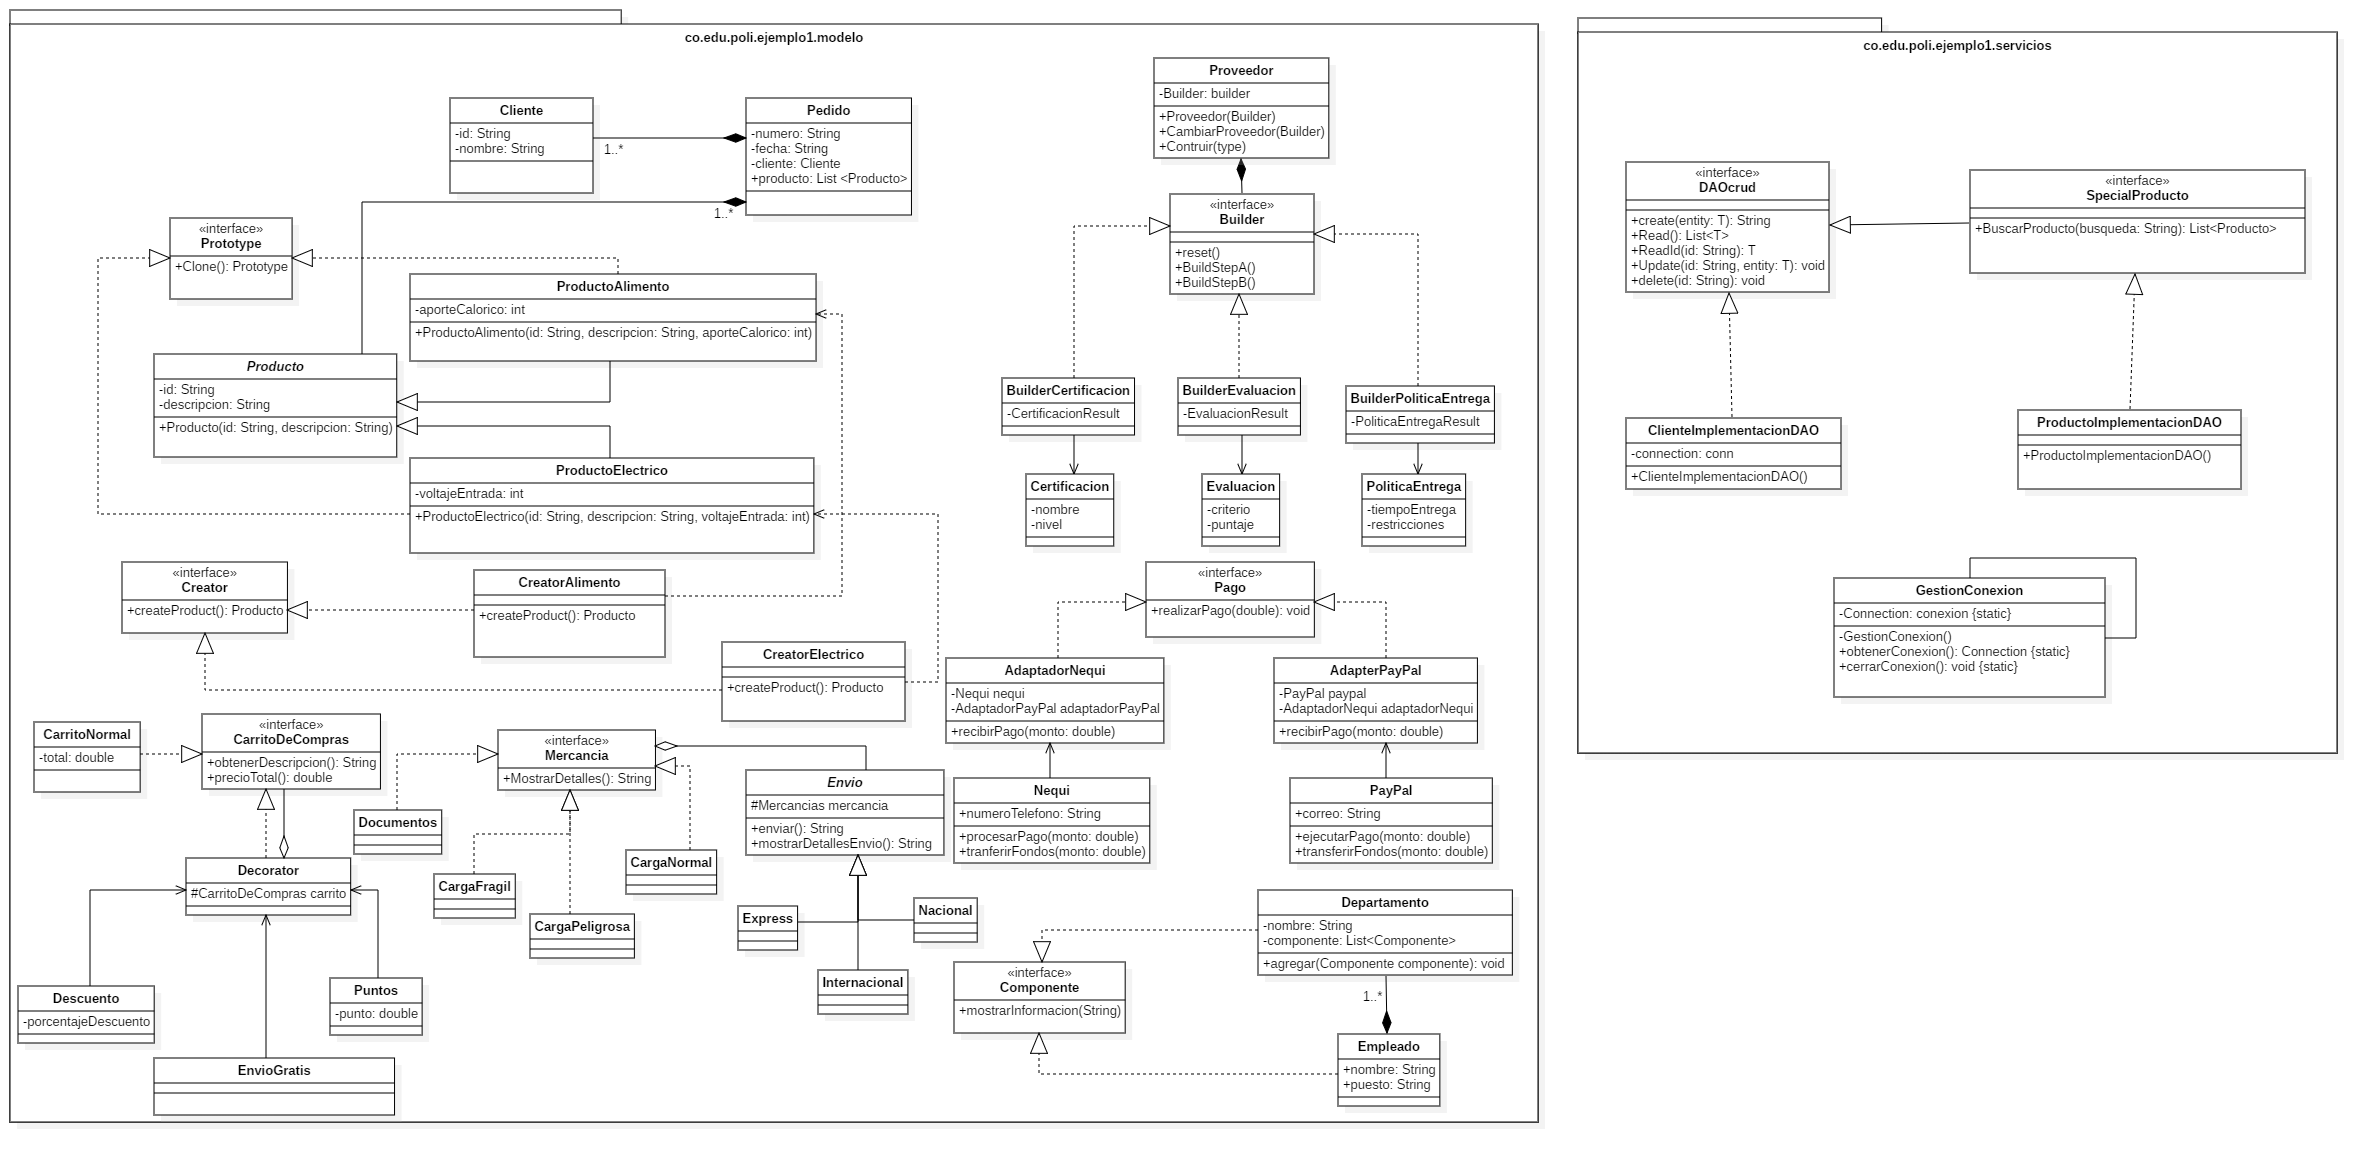 co.edu.poli.ejemplo1.modelo
Cliente
-id: String
-nombre: String
1..*
Pedido
-numero: String
-fecha: String
-cliente: Cliente
+producto: List <Producto>
1..*
Proveedor
-Builder: builder
+Proveedor(Builder)
+CambiarProveedor(Builder)
+Contruir(type)
«interface»
Prototype
+Clone(): Prototype
«interface»
Builder
+reset()
+BuildStepA()
+BuildStepB()
ProductoAlimento
-aporteCalorico: int
+ProductoAlimento(id: String, descripcion: String, aporteCalorico: int)
Producto
-id: String
-descripcion: String
+Producto(id: String, descripcion: String)
ProductoElectrico
-voltajeEntrada: int
+ProductoElectrico(id: String, descripcion: String, voltajeEntrada: int)
BuilderCertificacion
-CertificacionResult
BuilderEvaluacion
-EvaluacionResult
BuilderPoliticaEntrega
-PoliticaEntregaResult
Certificacion
-nombre
-nivel
Evaluacion
-criterio
-puntaje
PoliticaEntrega
-tiempoEntrega
-restricciones
«interface»
Creator
+createProduct(): Producto
CreatorAlimento
+createProduct(): Producto
CreatorElectrico
+createProduct(): Producto
«interface»
Pago
+realizarPago(double): void
AdaptadorNequi
-Nequi nequi
-AdaptadorPayPal adaptadorPayPal
+recibirPago(monto: double)
AdapterPayPal
-PayPal paypal
-AdaptadorNequi adaptadorNequi
+recibirPago(monto: double)
CarritoNormal
-total: double
«interface»
CarritoDeCompras
+obtenerDescripcion(): String
+precioTotal(): double
«interface»
Mercancia
+MostrarDetalles(): String
Envio
#Mercancias mercancia
+enviar(): String
+mostrarDetallesEnvio(): String
Nequi
+numeroTelefono: String
+procesarPago(monto: double)
+tranferirFondos(monto: double)
PayPal
+correo: String
+ejecutarPago(monto: double)
+transferirFondos(monto: double)
Documentos
Decorator
#CarritoDeCompras carrito
CargaFragil
CargaNormal
CargaPeligrosa
Express
Nacional
Internacional
Departamento
-nombre: String
-componente: List<Componente>
+agregar(Componente componente): void
1..*
«interface»
Componente
+mostrarInformacion(String)
Descuento
-porcentajeDescuento
Puntos
-punto: double
EnvioGratis
Empleado
+nombre: String
+puesto: String
co.edu.poli.ejemplo1.servicios
«interface»
DAOcrud
+create(entity: T): String
+Read(): List<T>
+ReadId(id: String): T
+Update(id: String, entity: T): void
+delete(id: String): void
«interface»
SpecialProducto
+BuscarProducto(busqueda: String): List<Producto>
ClienteImplementacionDAO
-connection: conn
+ClienteImplementacionDAO()
ProductoImplementacionDAO
+ProductoImplementacionDAO()
GestionConexion
-Connection: conexion {static}
-GestionConexion()
+obtenerConexion(): Connection {static}
+cerrarConexion(): void {static}